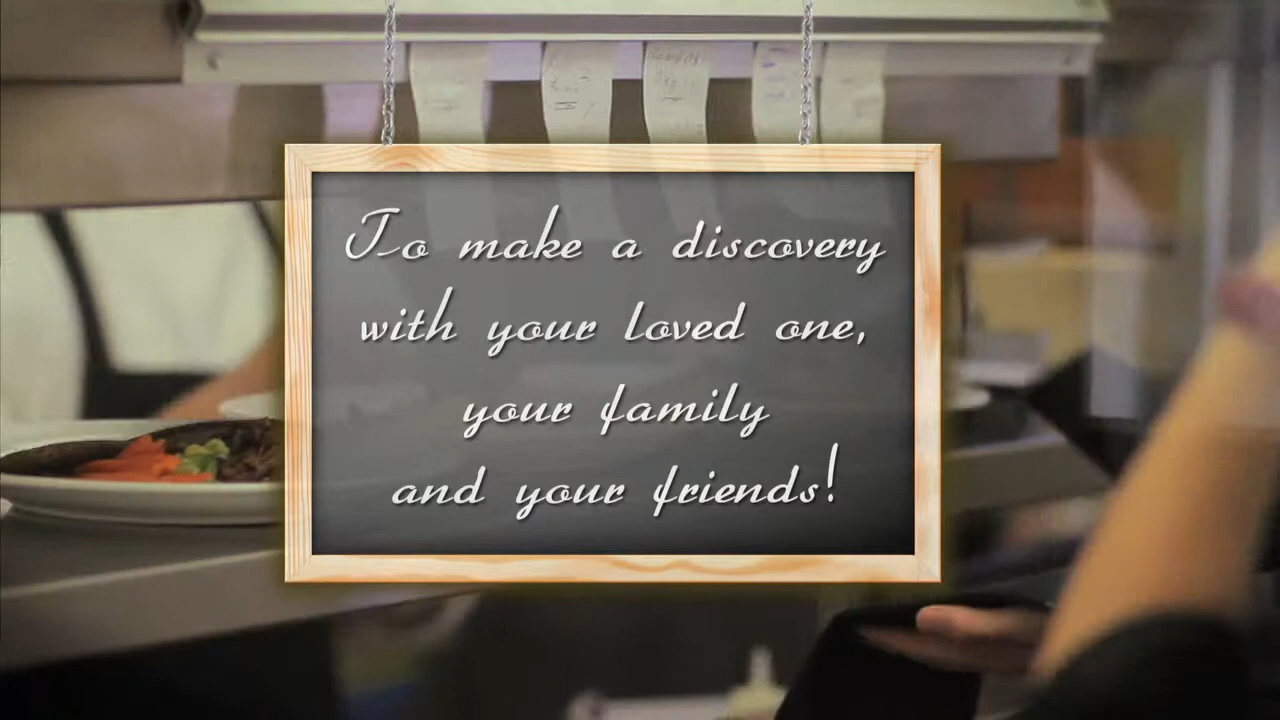 To make a discovery
with your loved one,
your family
and your friends!